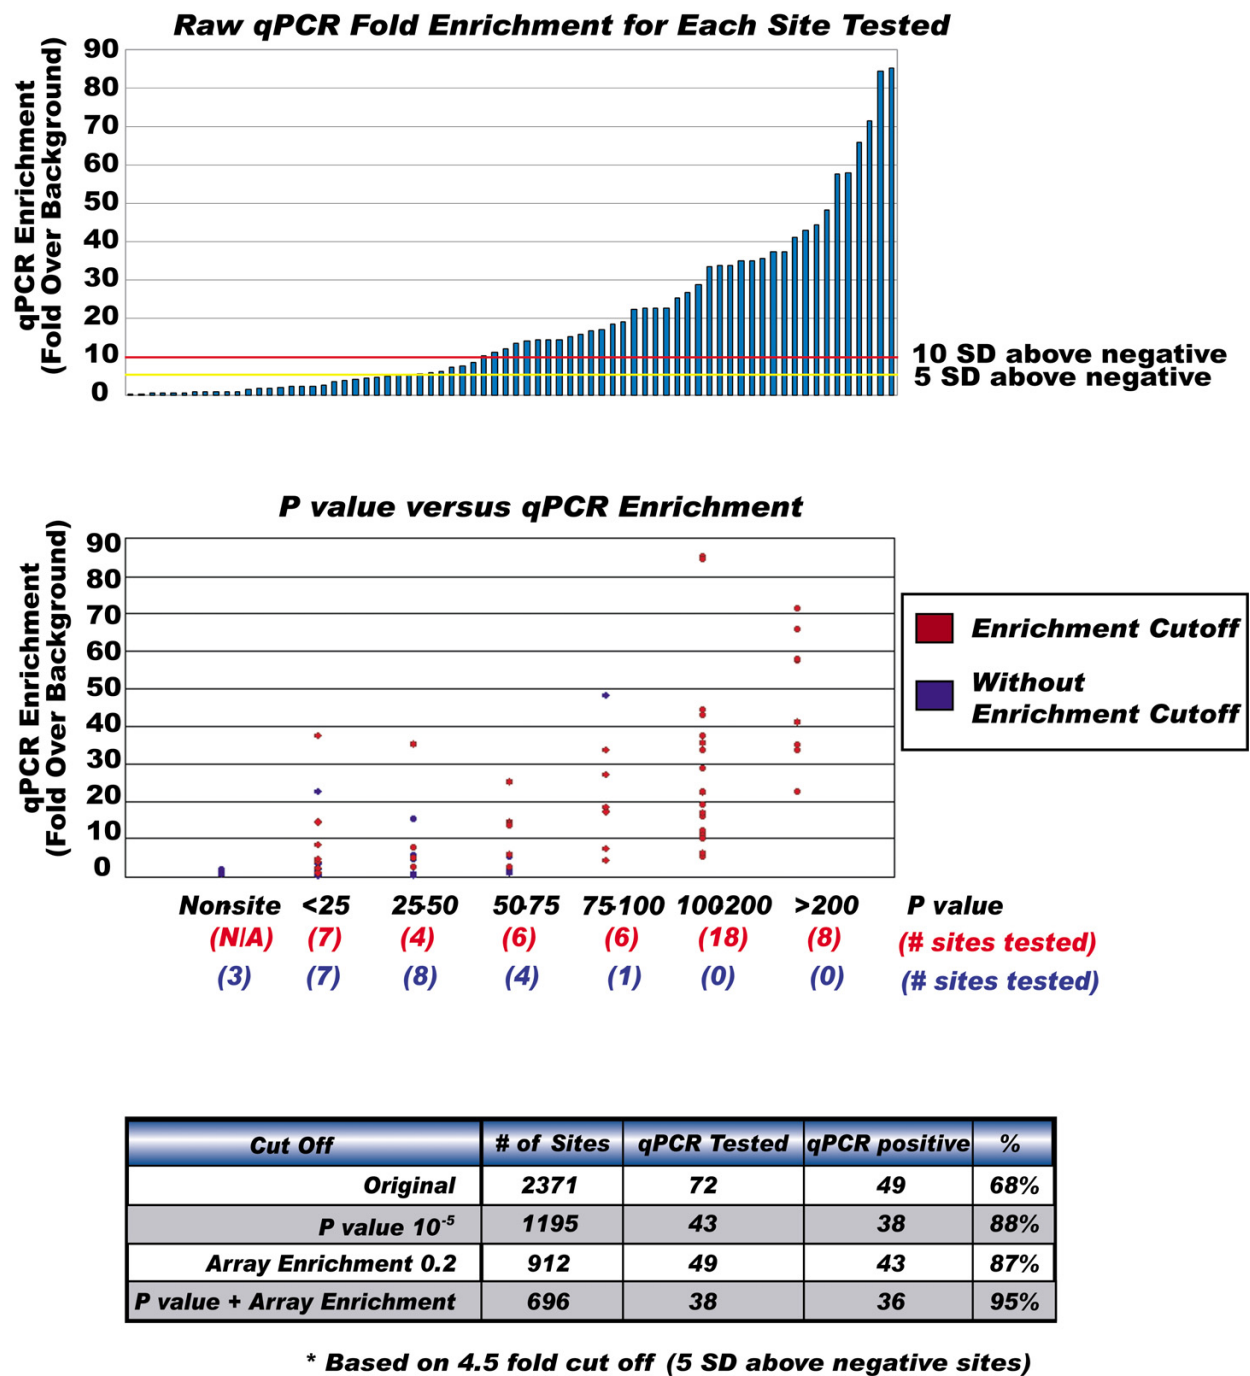 Raw qPCR Fold Enrichment for Each Site Tested
qPCR Enrichment
(Fold Over Background)
90
80
70
60
50
40
30
20
10
0
10 SD above negative
5 SD above negative
P value versus qPCR Enrichment
qPCR Enrichment
(Fold Over Background)
90
80
70
60
50
40
30
20
10
0
Enrichment Cutoff
Without
Enrichment Cutoff
Nonsite <25 25-50 50-75 75-100 100-200 >200 P value
(N/A) (7) (4) (6) (6) (18) (8) (# sites tested)
(3) (7) (8) (4) (1) (0) (0) (# sites tested)
Cut Off # of Sites qPCR Tested qPCR positive %
Original 2371 72 49 68%
P value 10⁻⁵ 1195 43 38 88%
Array Enrichment 0.2 912 49 43 87%
P value + Array Enrichment 696 38 36 95%
* Based on 4.5 fold cut off (5 SD above negative sites)